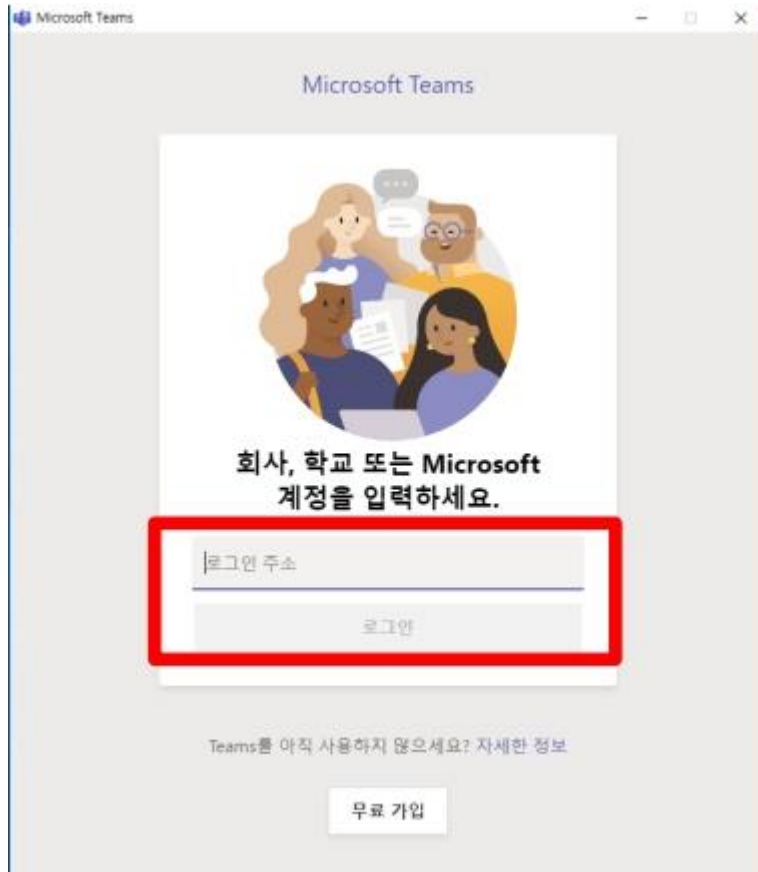 Microsoft Teams
Microsoft Teams
회사, 학교 또는 Microsoft
계정을 입력하세요.
로그인 주소
로그인
Teams를 아직 사용하지 않으세요? 자세한 정보
무료 가입